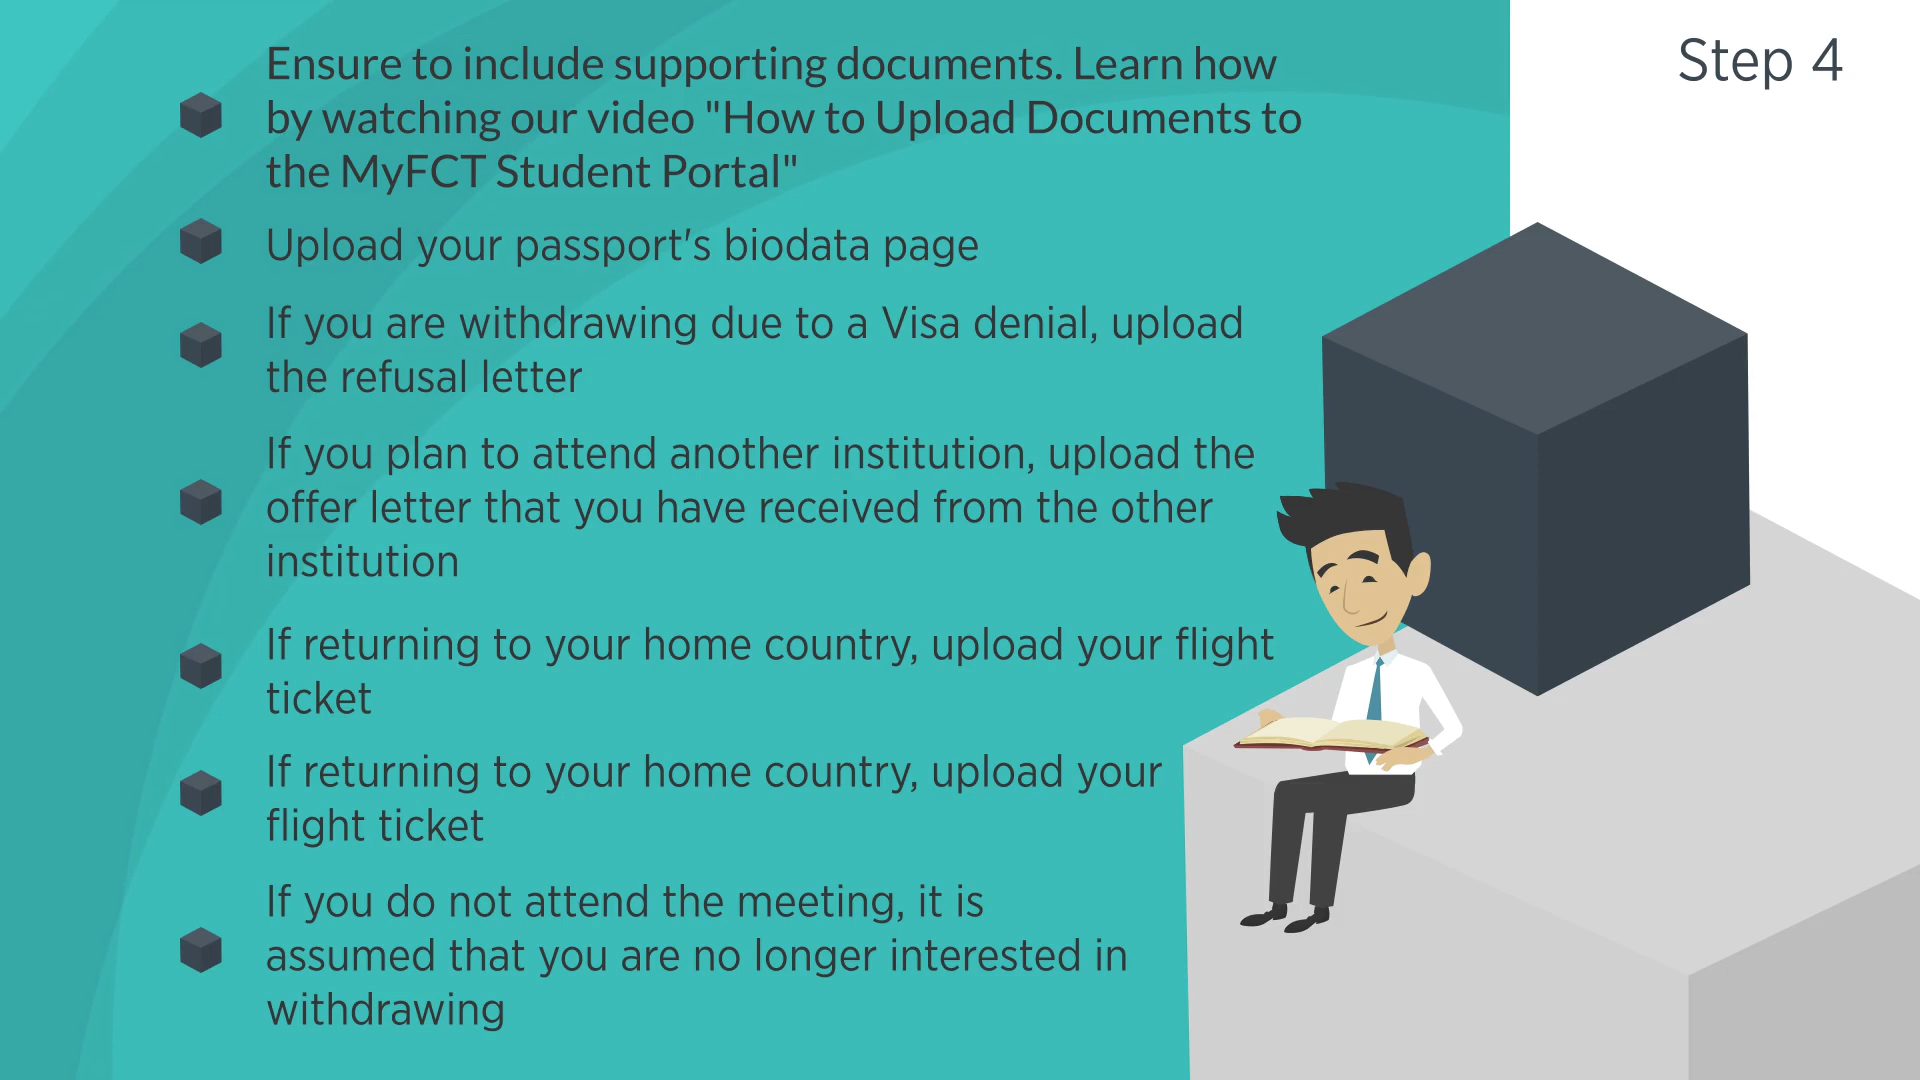 Step 4
Ensure to include supporting documents. Learn how
by watching our video "How to Upload Documents to
the MyFCT Student Portal"
Upload your passport's biodata page
If you are withdrawing due to a Visa denial, upload
the refusal letter
If you plan to attend another institution, upload the
offer letter that you have received from the other
institution
If returning to your home country, upload your flight
ticket
If returning to your home country, upload your
flight ticket
If you do not attend the meeting, it is
assumed that you are no longer interested in
withdrawing